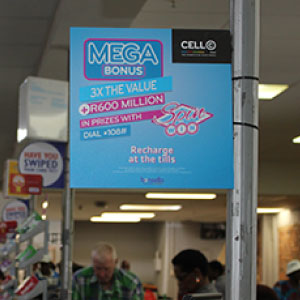 MEGA
BONUS
CELL C
3X THE VALUE
+R600 MILLION
IN PRIZES WITH
DIAL *108#
Spin
WIN
Recharge
at the tills
HAVE YOU
SWIPED